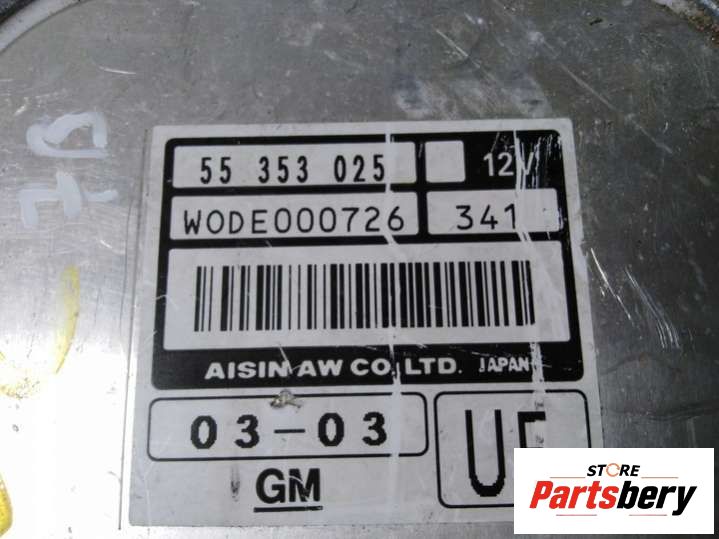 55 353 025 12V
WODE000726 341
AISIN AW CO.,LTD. JAPAN
03-03
GM
STORE
Partsbery